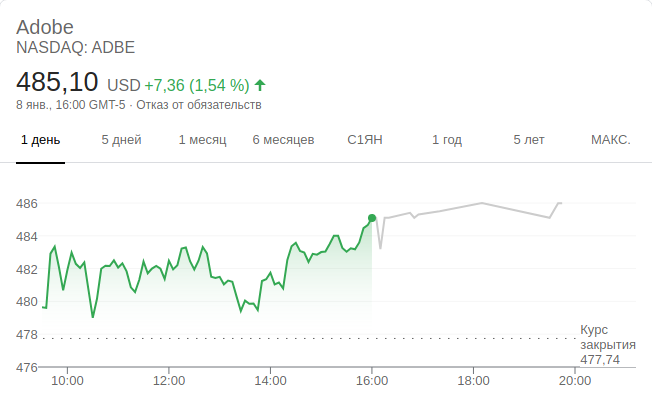 Adobe
NASDAQ: ADBE
485,10 USD +7,36 (1,54 %)
8 янв., 16:00 GMT-5 · Отказ от обязательств
1 день 5 дней 1 месяц 6 месяцев С1ЯН 1 год 5 лет МАКС.
486
484
482
480
478
476
Курс
закрытия
477,74
10:00 12:00 14:00 16:00 18:00 20:00